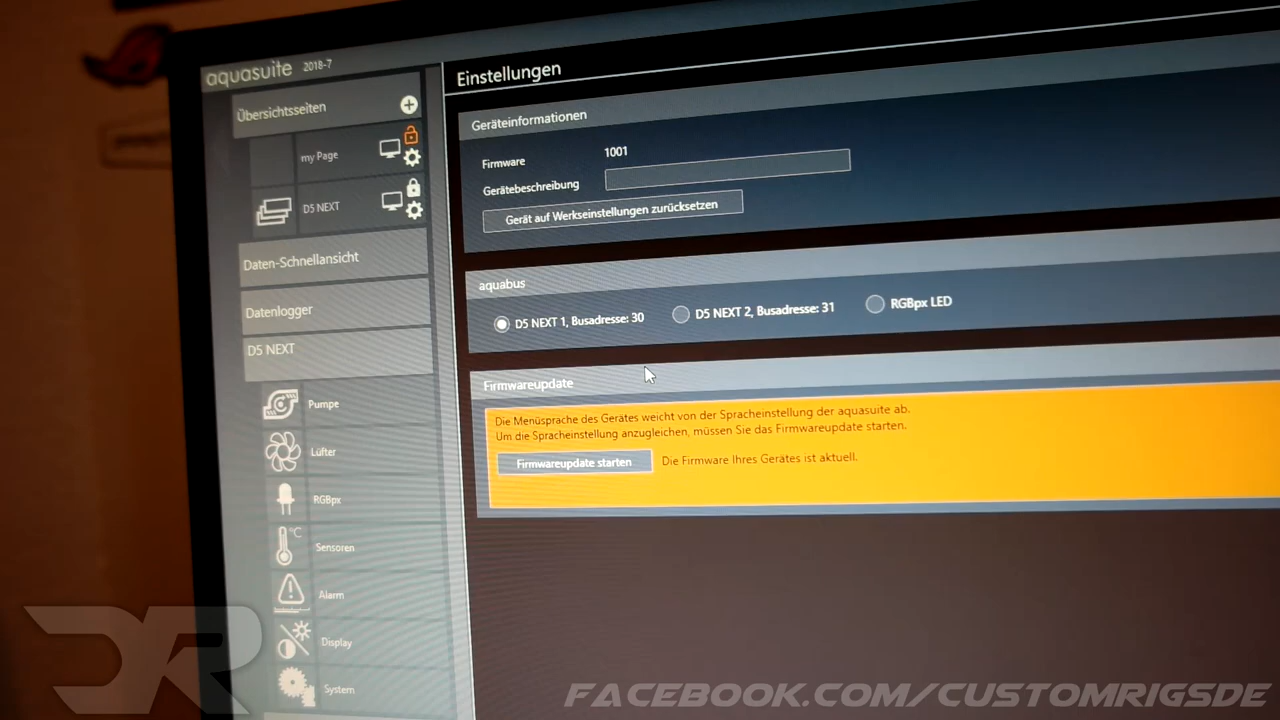 aquasuite 2018-7
Übersichtsseiten
my Page
D5 NEXT
Daten-Schnellansicht
Datenlogger
D5 NEXT
Pumpe
Lüfter
RGBpx
°C
Sensoren
Alarm
Display
System
Einstellungen
Geräteinformationen
Firmware 1001
Gerätebeschreibung
Gerät auf Werkseinstellungen zurücksetzen
aquabus
D5 NEXT 1, Busadresse: 30 D5 NEXT 2, Busadresse: 31 RGBpx LED
Firmwareupdate
Die Menüsprache des Gerätes weicht von der Spracheinstellung der aquasuite ab.
Um die Spracheinstellung anzugleichen, müssen Sie das Firmwareupdate starten.
Firmwareupdate starten Die Firmware Ihres Gerätes ist aktuell.
FACEBOOK.COM/CUSTOMRIGSDE